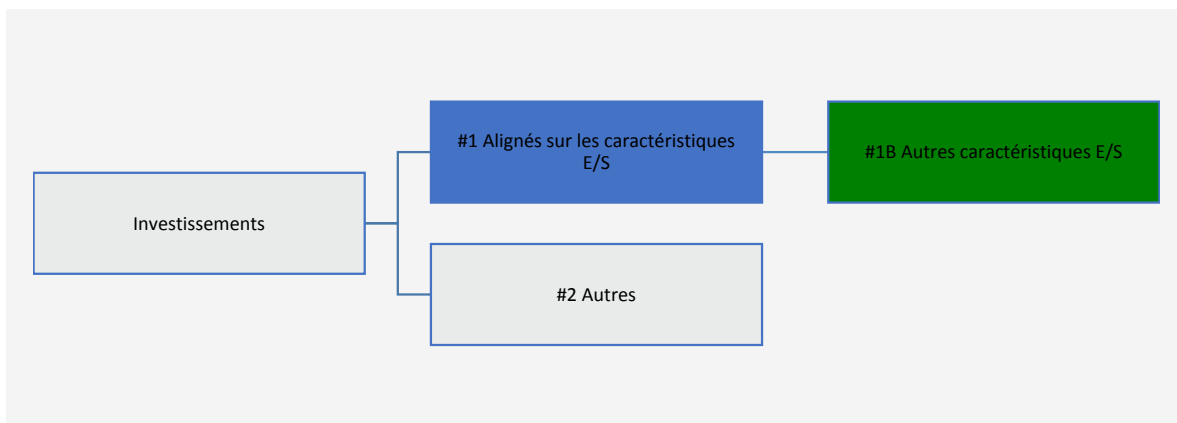 #1 Alignés sur les caractéristiques
E/S
#1B Autres caractéristiques E/S
Investissements
#2 Autres